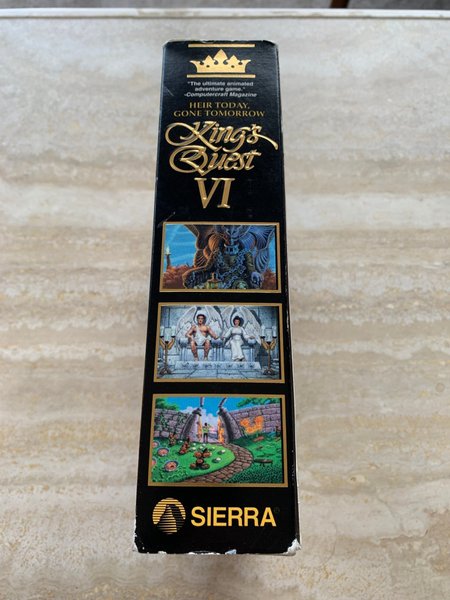 "The ultimate animated
adventure game."
-Computercraft Magazine
HEIR TODAY,
GONE TOMORROW
King's
Quest
VI
SIERRA